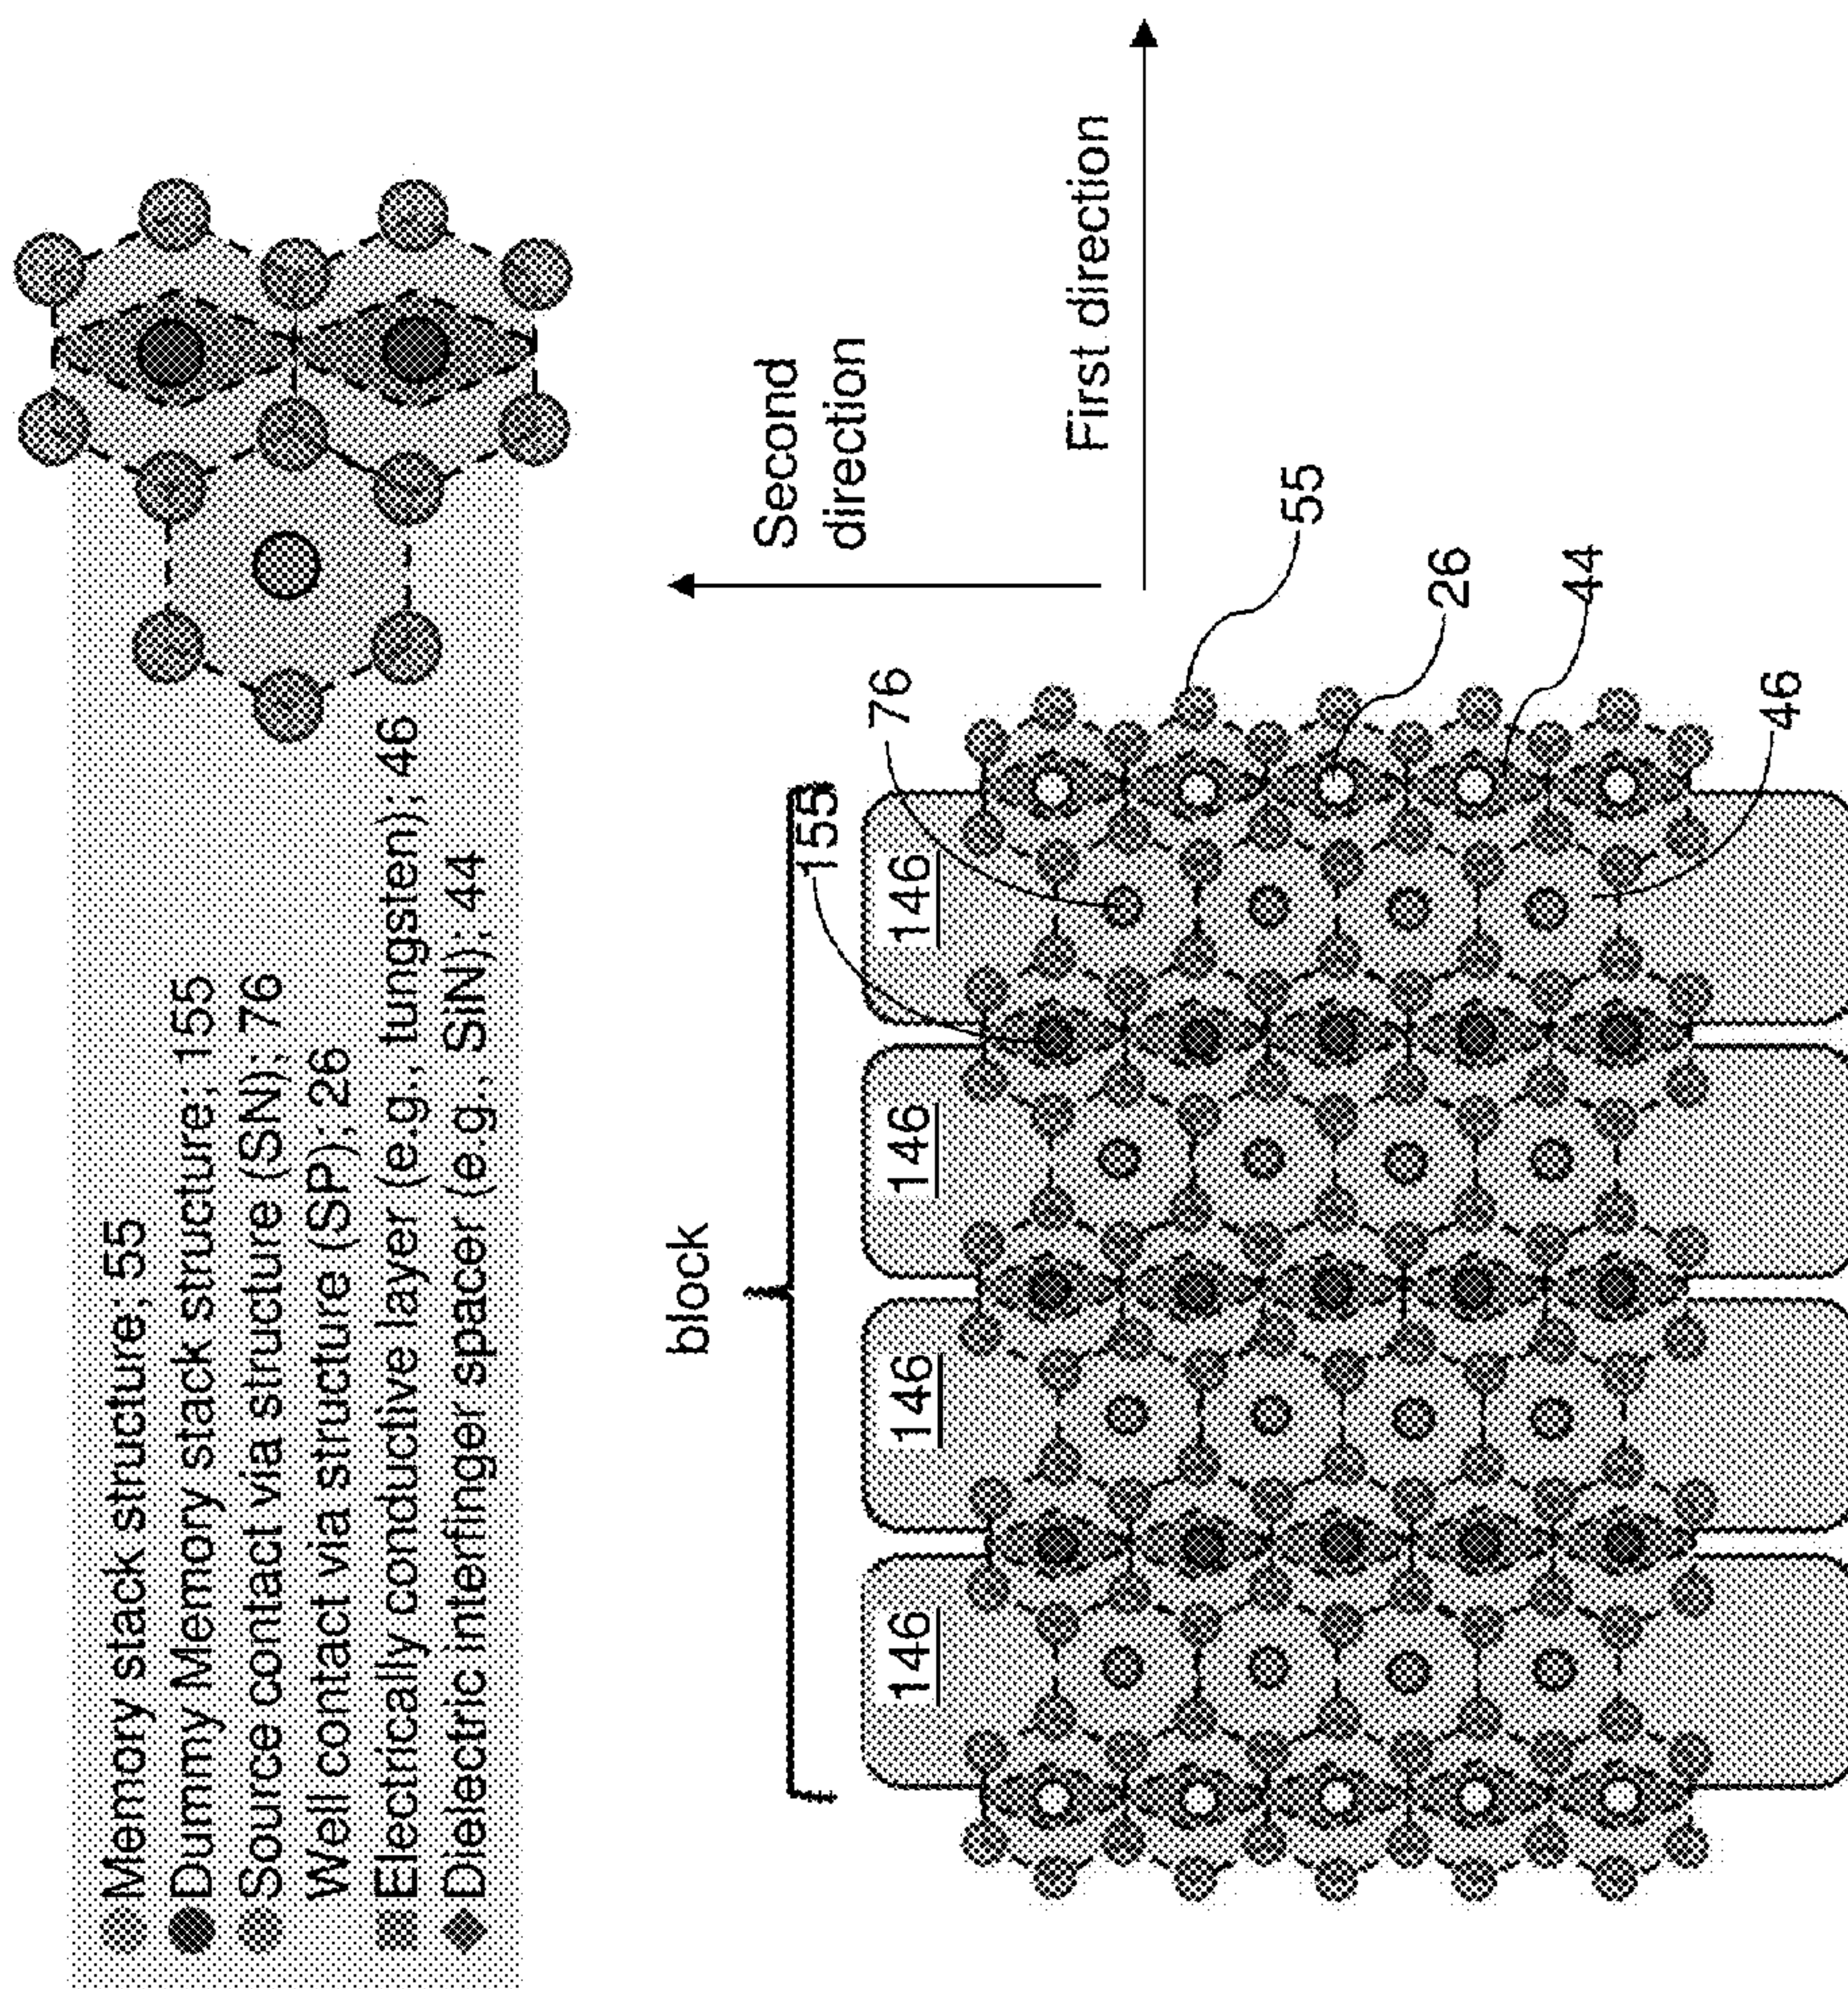 Memory stack structure; 55
Dummy Memory stack structure; 155
Source contact via structure (SN); 76
Well contact via structure (SP); 26
Electrically conductive layer (e.g., tungsten); 46
Dielectric interfinger spacer (e.g., SiN); 44
Second
direction
First direction
block
155
76
55
26
44
46
146
146
146
146